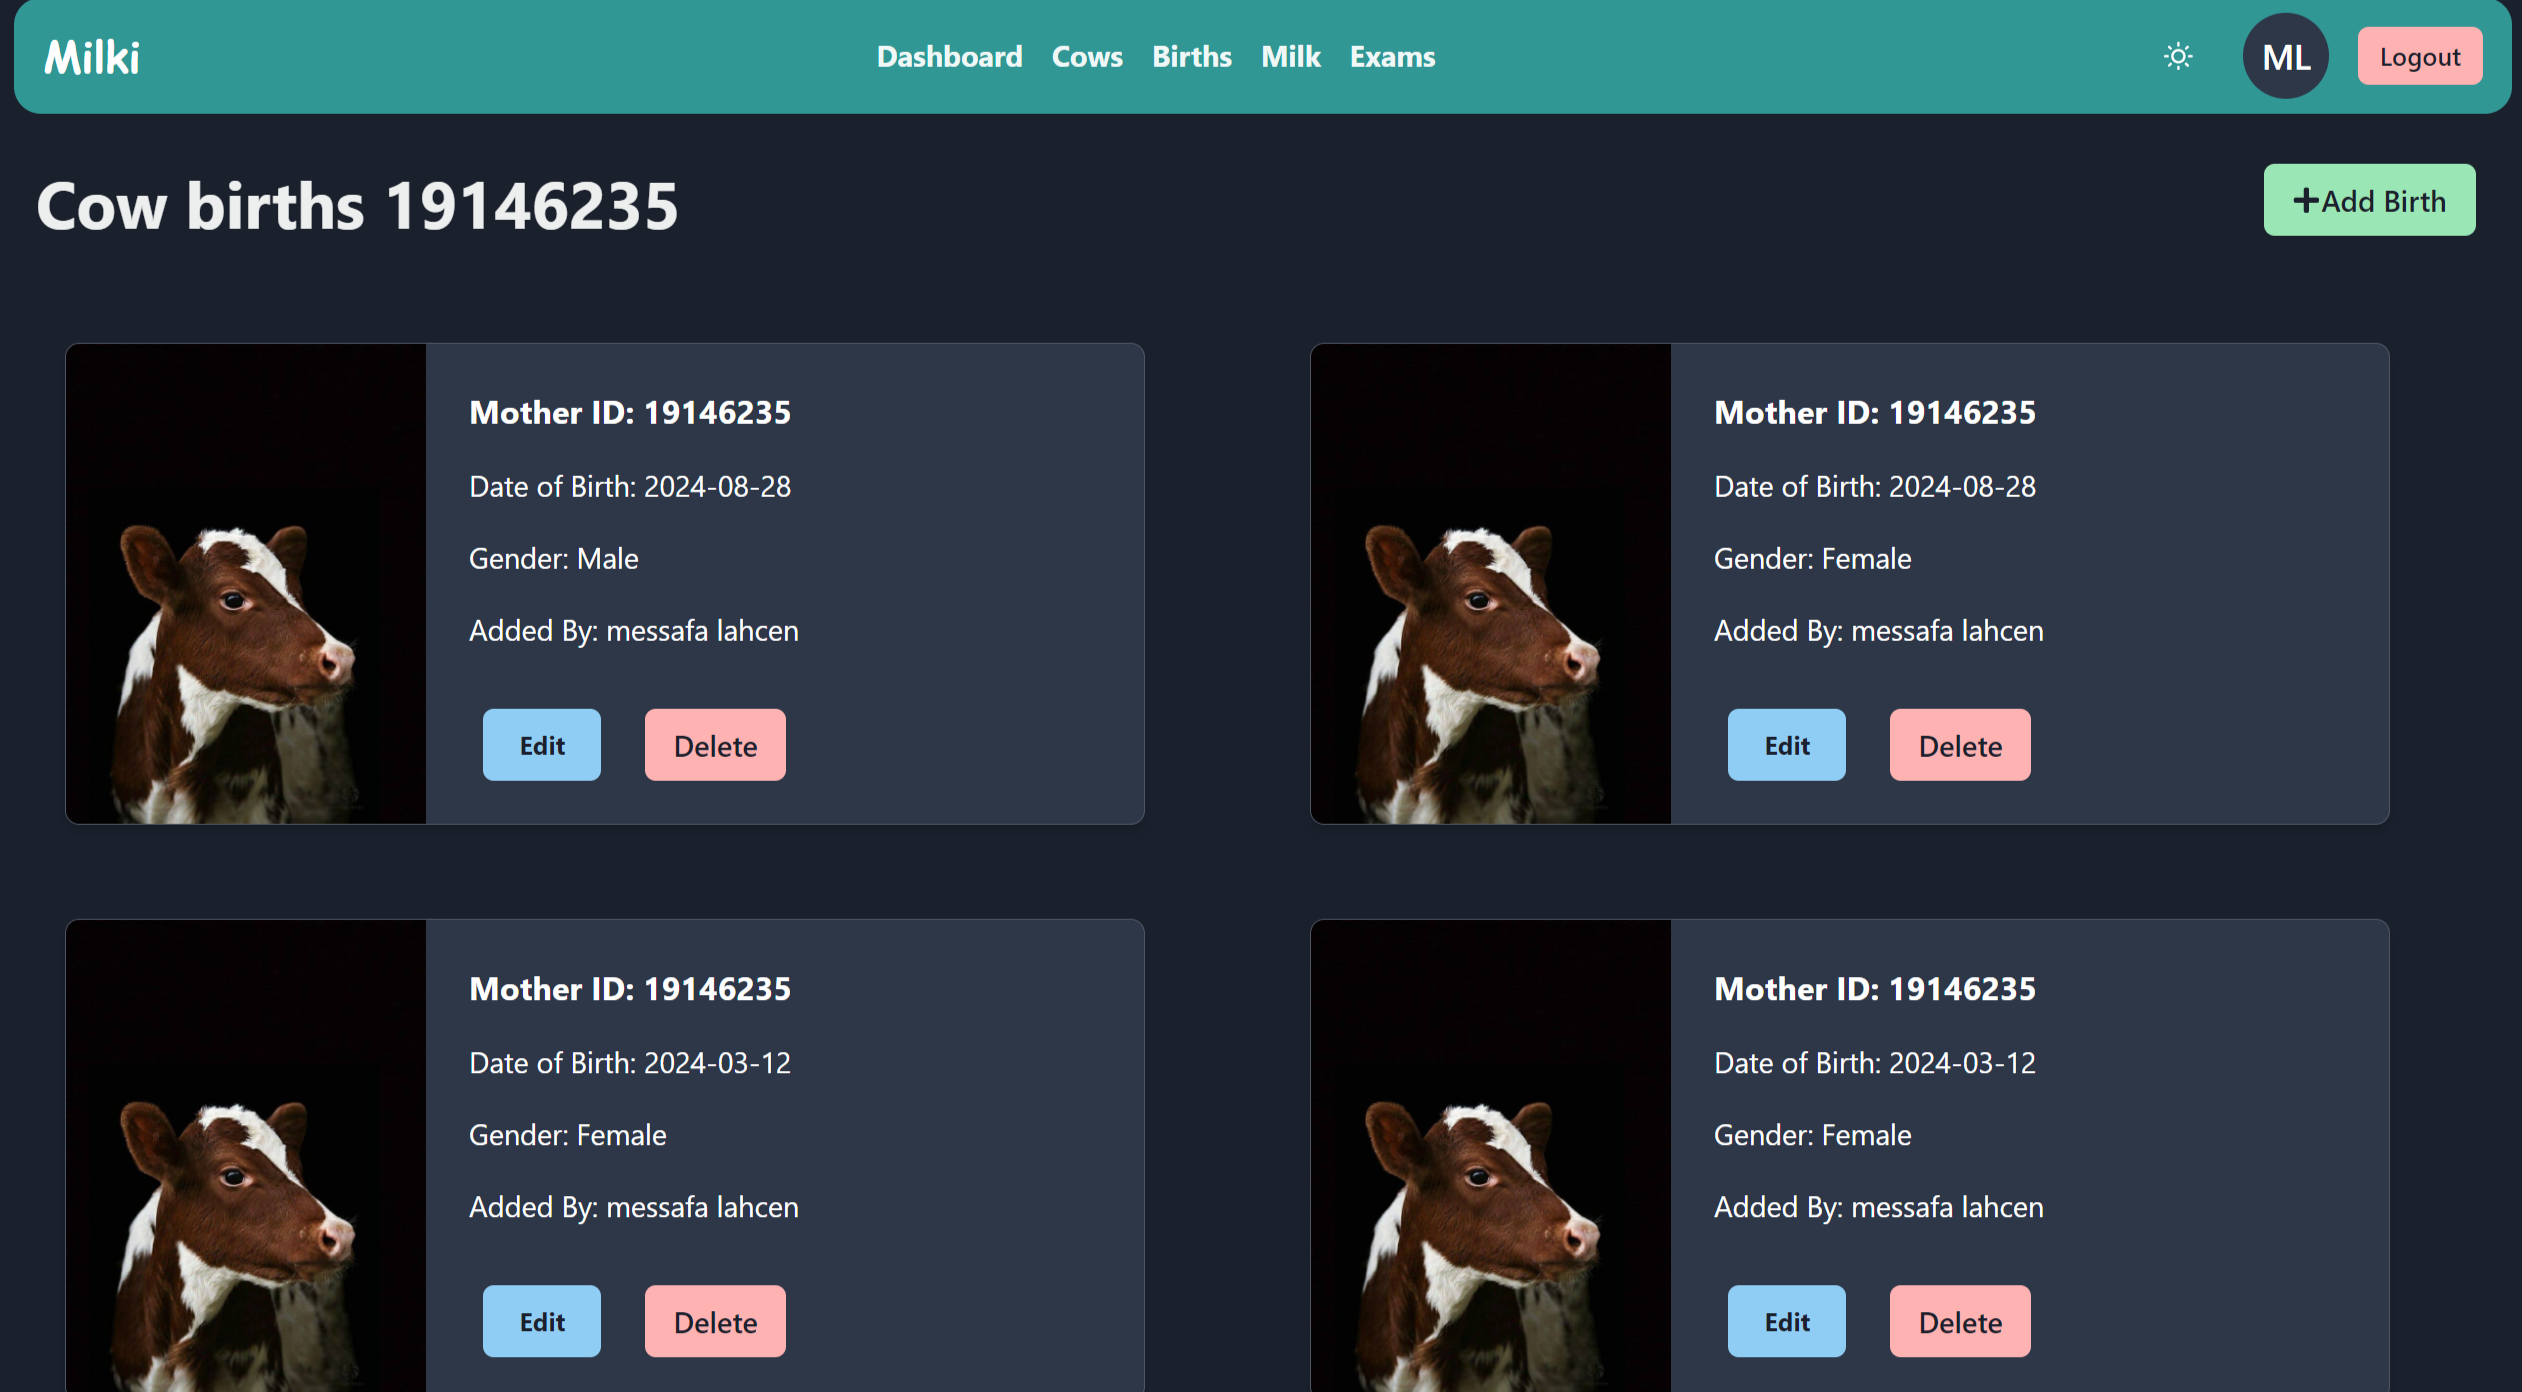 Milki
Dashboard Cows Births Milk Exams
ML
Logout
Cow births 19146235
+Add Birth
Mother ID: 19146235
Date of Birth: 2024-08-28
Gender: Male
Added By: messafa lahcen
Edit Delete
Mother ID: 19146235
Date of Birth: 2024-08-28
Gender: Female
Added By: messafa lahcen
Edit Delete
Mother ID: 19146235
Date of Birth: 2024-03-12
Gender: Female
Added By: messafa lahcen
Edit Delete
Mother ID: 19146235
Date of Birth: 2024-03-12
Gender: Female
Added By: messafa lahcen
Edit Delete